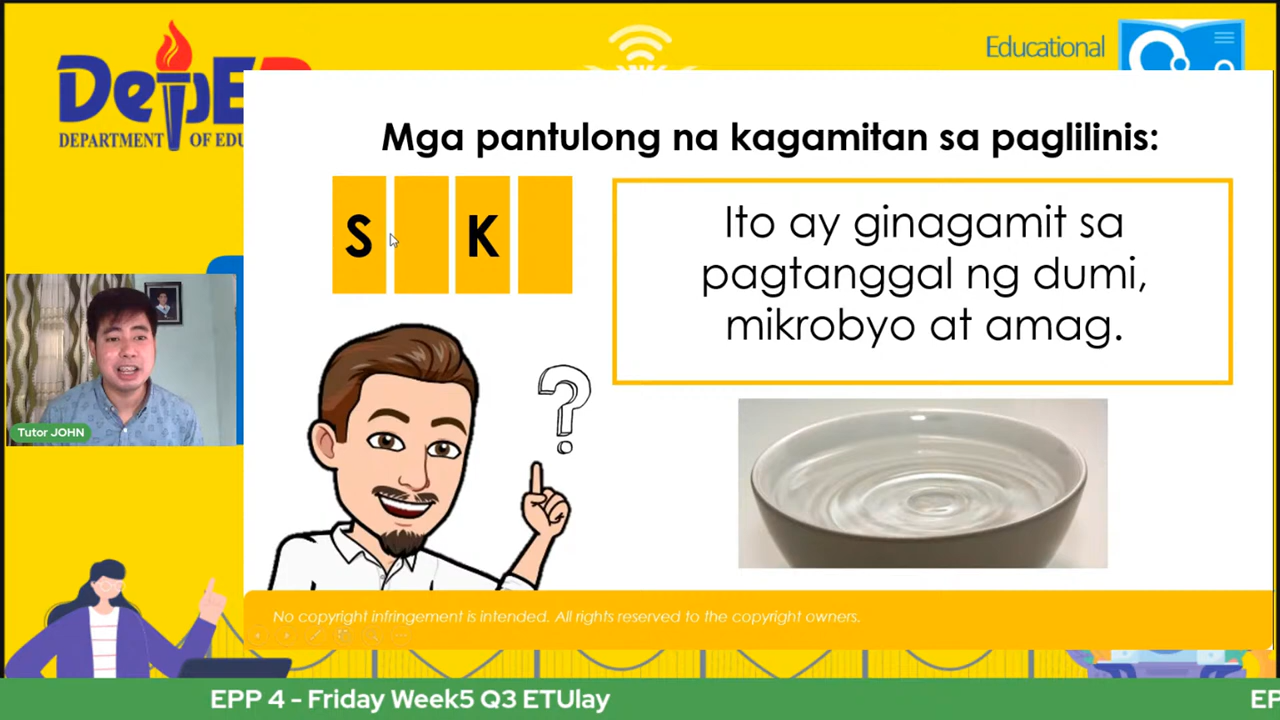 DepED
DEPARTMENT OF EDU
Educational
Mga pantulong na kagamitan sa paglilinis:
S K
Ito ay ginagamit sa
pagtanggal ng dumi,
mikrobyo at amag.
?
Tutor JOHN
No copyright infringement is intended. All rights reserved to the copyright owners.
EPP 4 - Friday Week5 Q3 ETUlay
EP